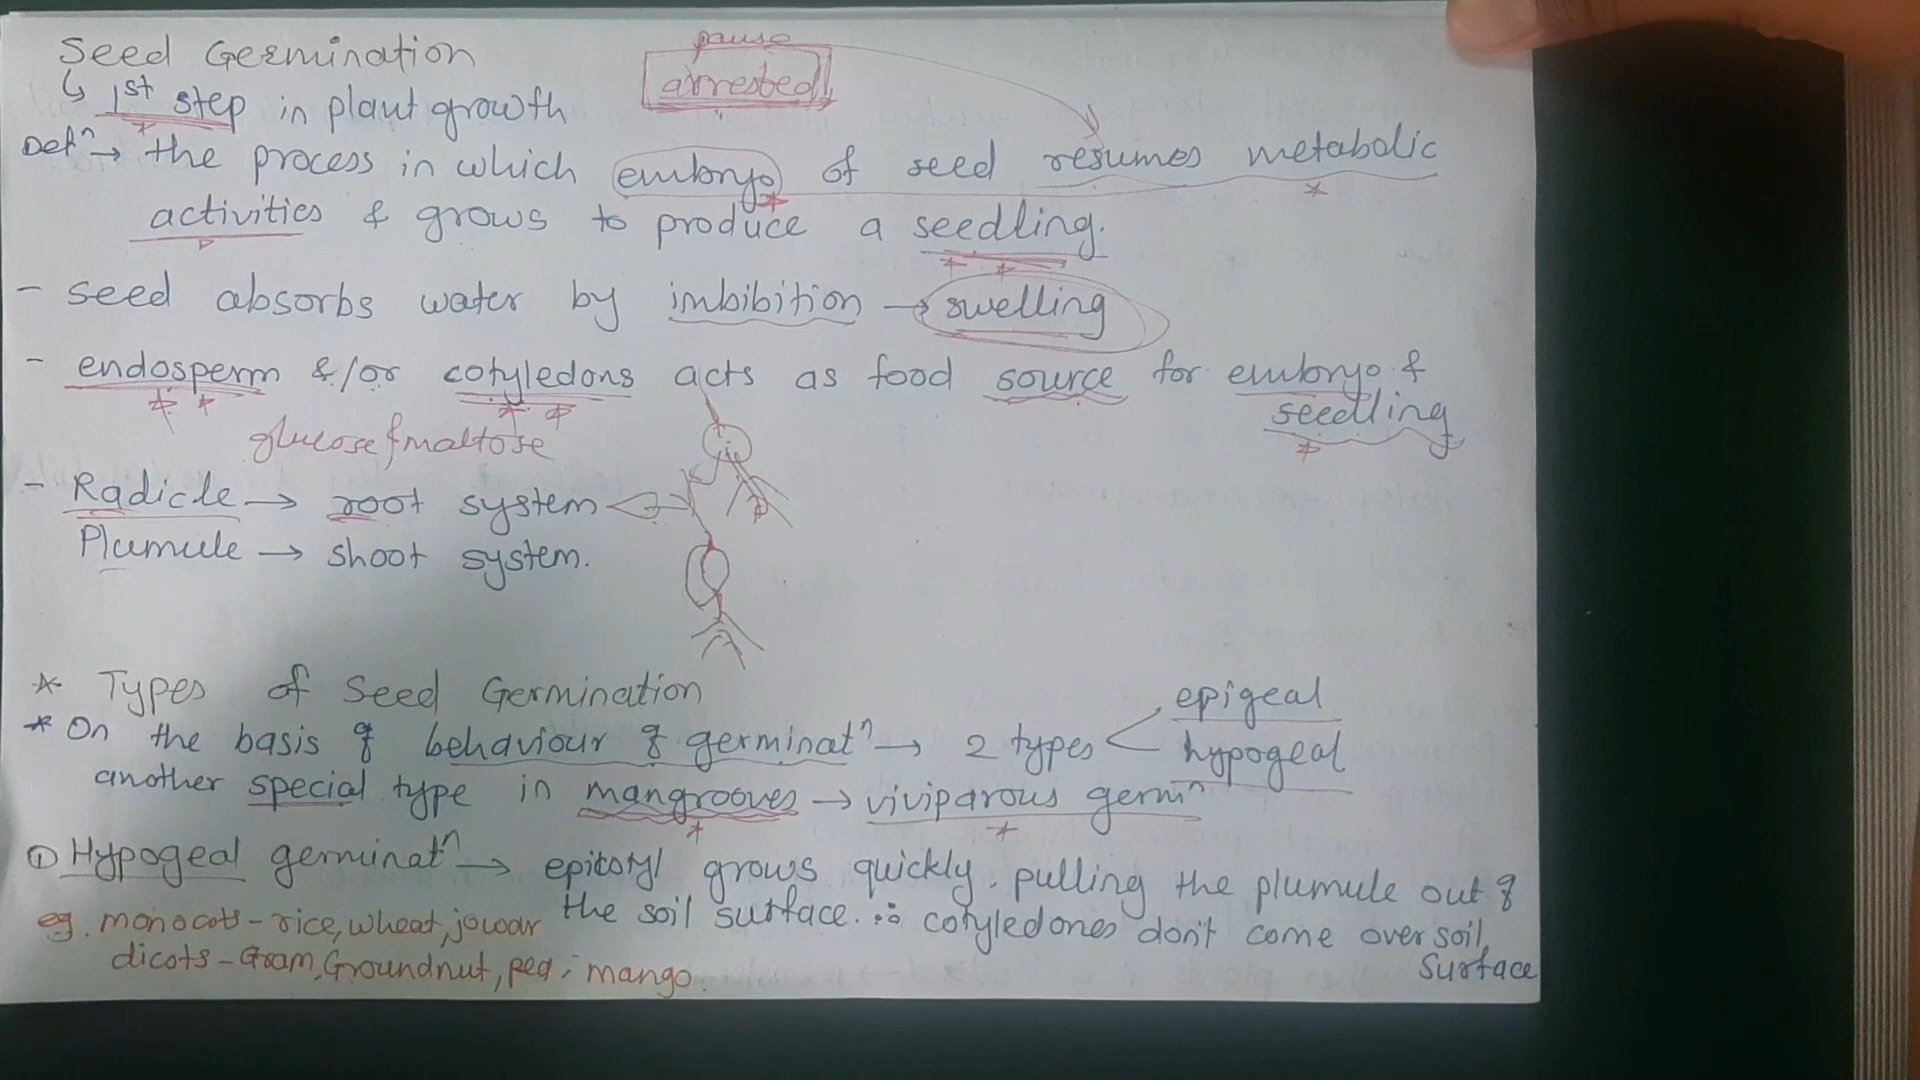 Seed Germination
pause
arrested
↳ 1st step in plant growth
Defⁿ → the process in which embryo of seed resumes metabolic
activities & grows to produce a seedling.
- seed absorbs water by imbibition → swelling
- endosperm &/or cotyledons acts as food source for embryo &
seedling
glucose & maltose
- Radicle → root system
Plumule → shoot system.
* Types of Seed Germination
* On the basis of behaviour of germinatⁿ → 2 types < epigeal
hypogeal
another special type in mangrooves → viviparous germⁿ
① Hypogeal germinatⁿ → epicotyl grows quickly, pulling the plumule out of
the soil surface. ∴ cotyledones don't come over soil
surface
eg. monocots - rice, wheat, jowar
dicots - Gram, Groundnut, pea, mango.